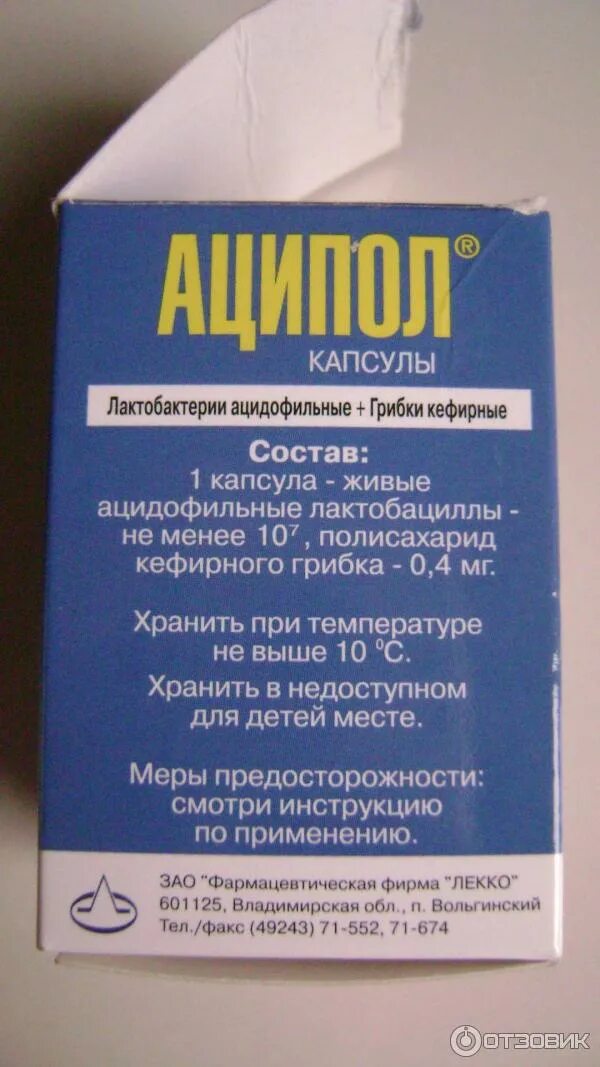 АЦИПОЛ®
КАПСУЛЫ
Лактобактерии ацидофильные + Грибки кефирные
Состав:
1 капсула - живые
ацидофильные лактобациллы -
не менее 10⁷, полисахарид
кефирного грибка - 0,4 мг.
Хранить при температуре
не выше 10 ⁰С.
Хранить в недоступном
для детей месте.
Меры предосторожности:
смотри инструкцию
по применению.
ЗАО "Фармацевтическая фирма "ЛЕККО"
601125, Владимирская обл., п. Вольгинский
Тел./факс (49243) 71-552, 71-674
ОТЗОВИК